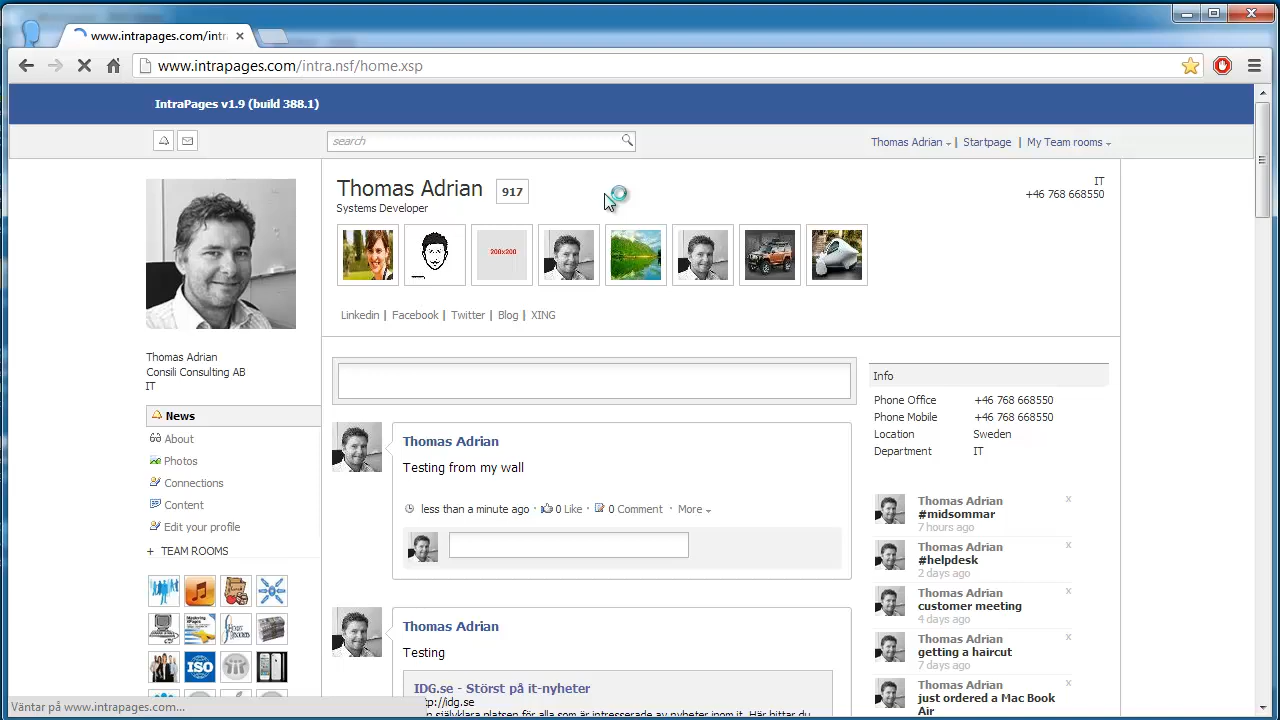 www.intrapages.com/intr
www.intrapages.com/intra.nsf/home.xsp
IntraPages v1.9 (build 388.1)
search
Thomas Adrian | Startpage | My Team rooms
Thomas Adrian 917
Systems Developer
IT
+46 768 668550
200x200
Linkedin | Facebook | Twitter | Blog | XING
Thomas Adrian
Consili Consulting AB
IT
News
About
Photos
Connections
Content
Edit your profile
+ TEAM ROOMS
ISO
Thomas Adrian
Testing from my wall
less than a minute ago · 0 Like · 0 Comment · More
Thomas Adrian
Testing
IDG.se - Störst på it-nyheter
http://idg.se
Info
Phone Office +46 768 668550
Phone Mobile +46 768 668550
Location Sweden
Department IT
Thomas Adrian x
#midsommar
7 hours ago
Thomas Adrian x
#helpdesk
2 days ago
Thomas Adrian x
customer meeting
4 days ago
Thomas Adrian x
getting a haircut
7 days ago
Thomas Adrian x
just ordered a Mac Book
Air
Väntar på www.intrapages.com...